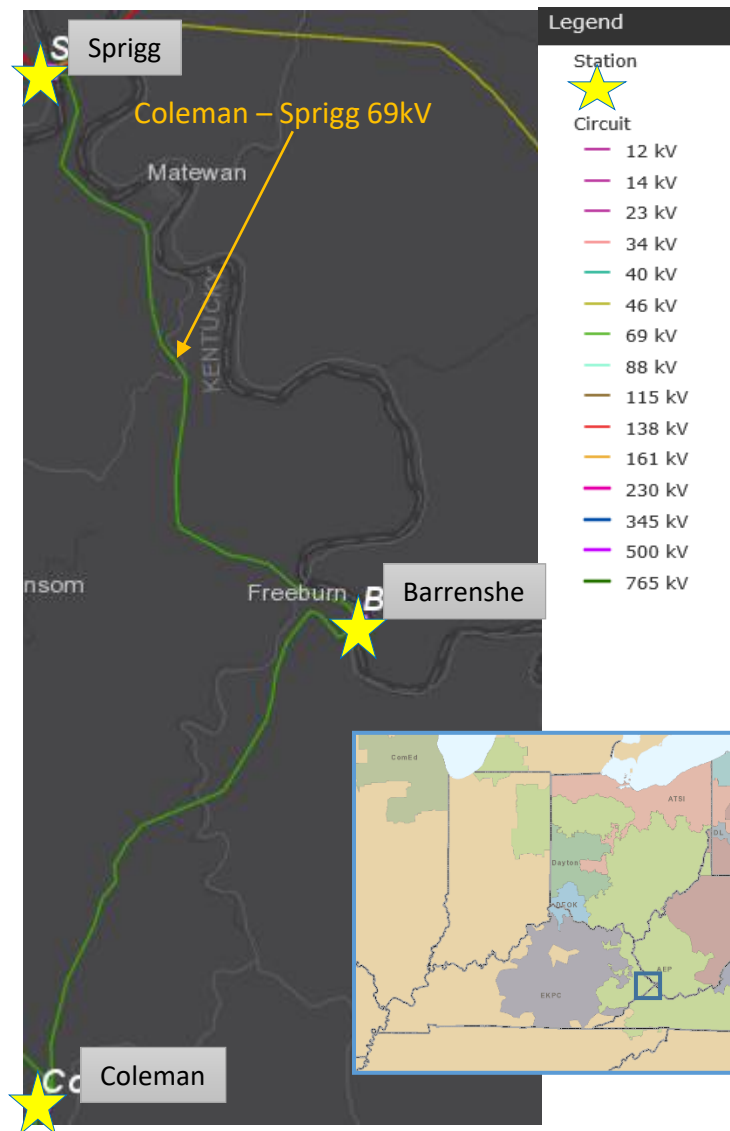 S
Sprigg
Coleman – Sprigg 69kV
Matewan
KENTUCKY
nsom
Freeburn
B
Barrenshe
Co
Coleman
Legend
Station
Circuit
12 kV
14 kV
23 kV
34 kV
40 kV
46 kV
69 kV
88 kV
115 kV
138 kV
161 kV
230 kV
345 kV
500 kV
765 kV
ComEd
ATSI
DL
Dayton
DEOK
AEP
EKPC